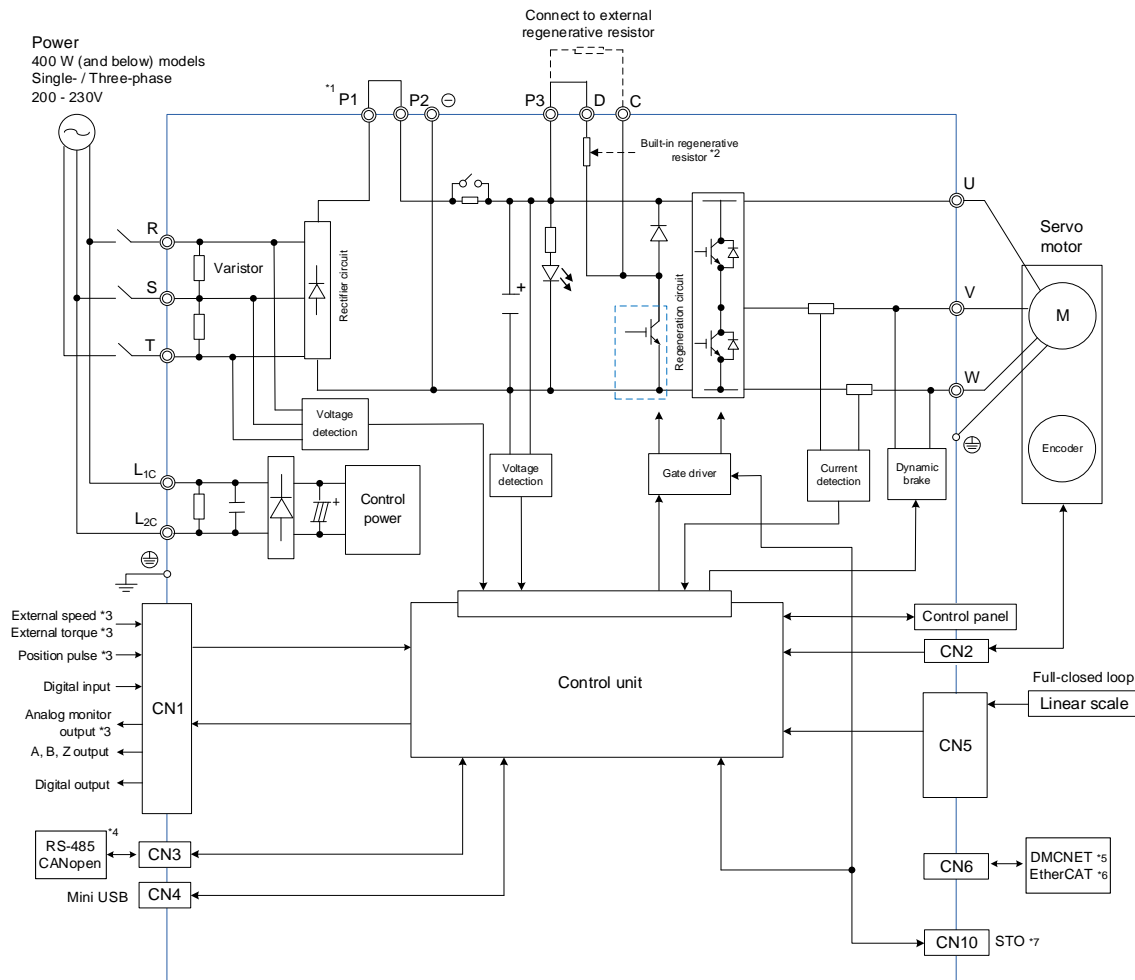 Connect to external
regenerative resistor
Power
400 W (and below) models
Single- / Three-phase
200 - 230V
*1 P1
P2
⊖
P3
D
C
Built-in regenerative
resistor *2
U
Servo
motor
R
Varistor
S
T
Rectifier circuit
+
Regeneration circuit
V
M
W
Encoder
Voltage
detection
Voltage
detection
Gate driver
Current
detection
Dynamic
brake
L1C
L2C
+
Control
power
External speed *3
External torque *3
Position pulse *3
Digital input
Analog monitor
output *3
A, B, Z output
Digital output
CN1
Control unit
Control panel
CN2
Full-closed loop
Linear scale
CN5
RS-485 *4
CANopen
CN3
Mini USB
CN4
CN6
DMCNET *5
EtherCAT *6
CN10
STO *7